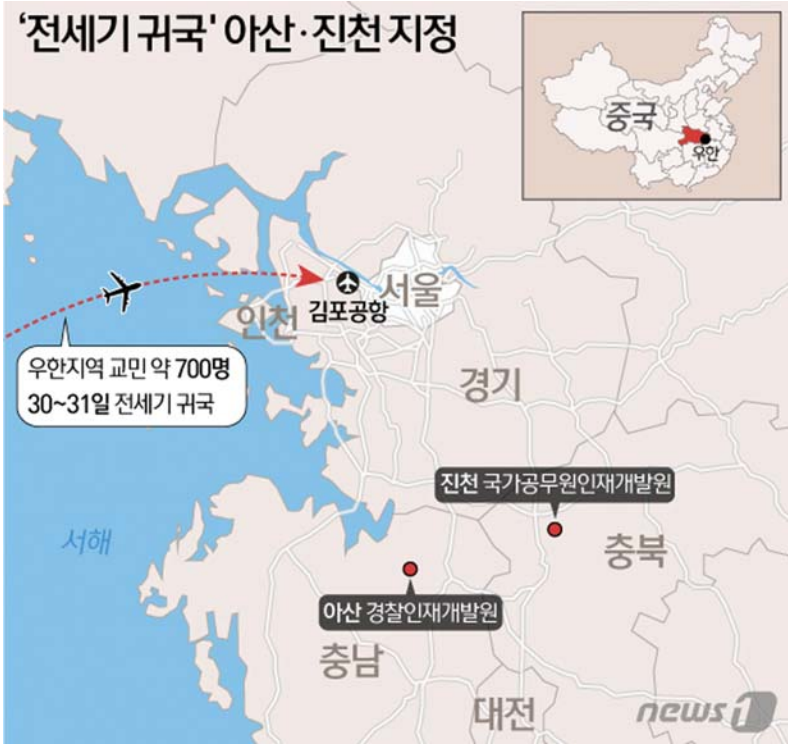 ‘전세기 귀국’ 아산·진천 지정
중국
우한
서울
김포공항
인천
우한지역 교민 약 700명
30~31일 전세기 귀국
경기
진천 국가공무원인재개발원
서해
충북
아산 경찰인재개발원
충남
대전
news1